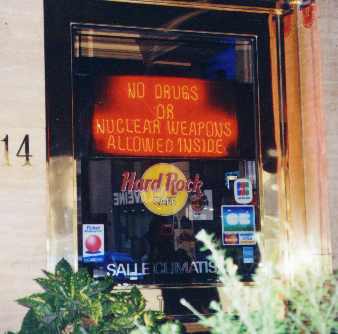 14
NO DRUGS
OR
NUCLEAR WEAPONS
ALLOWED INSIDE
Hard Rock
CAFE
SALLE CLIMATISÉE